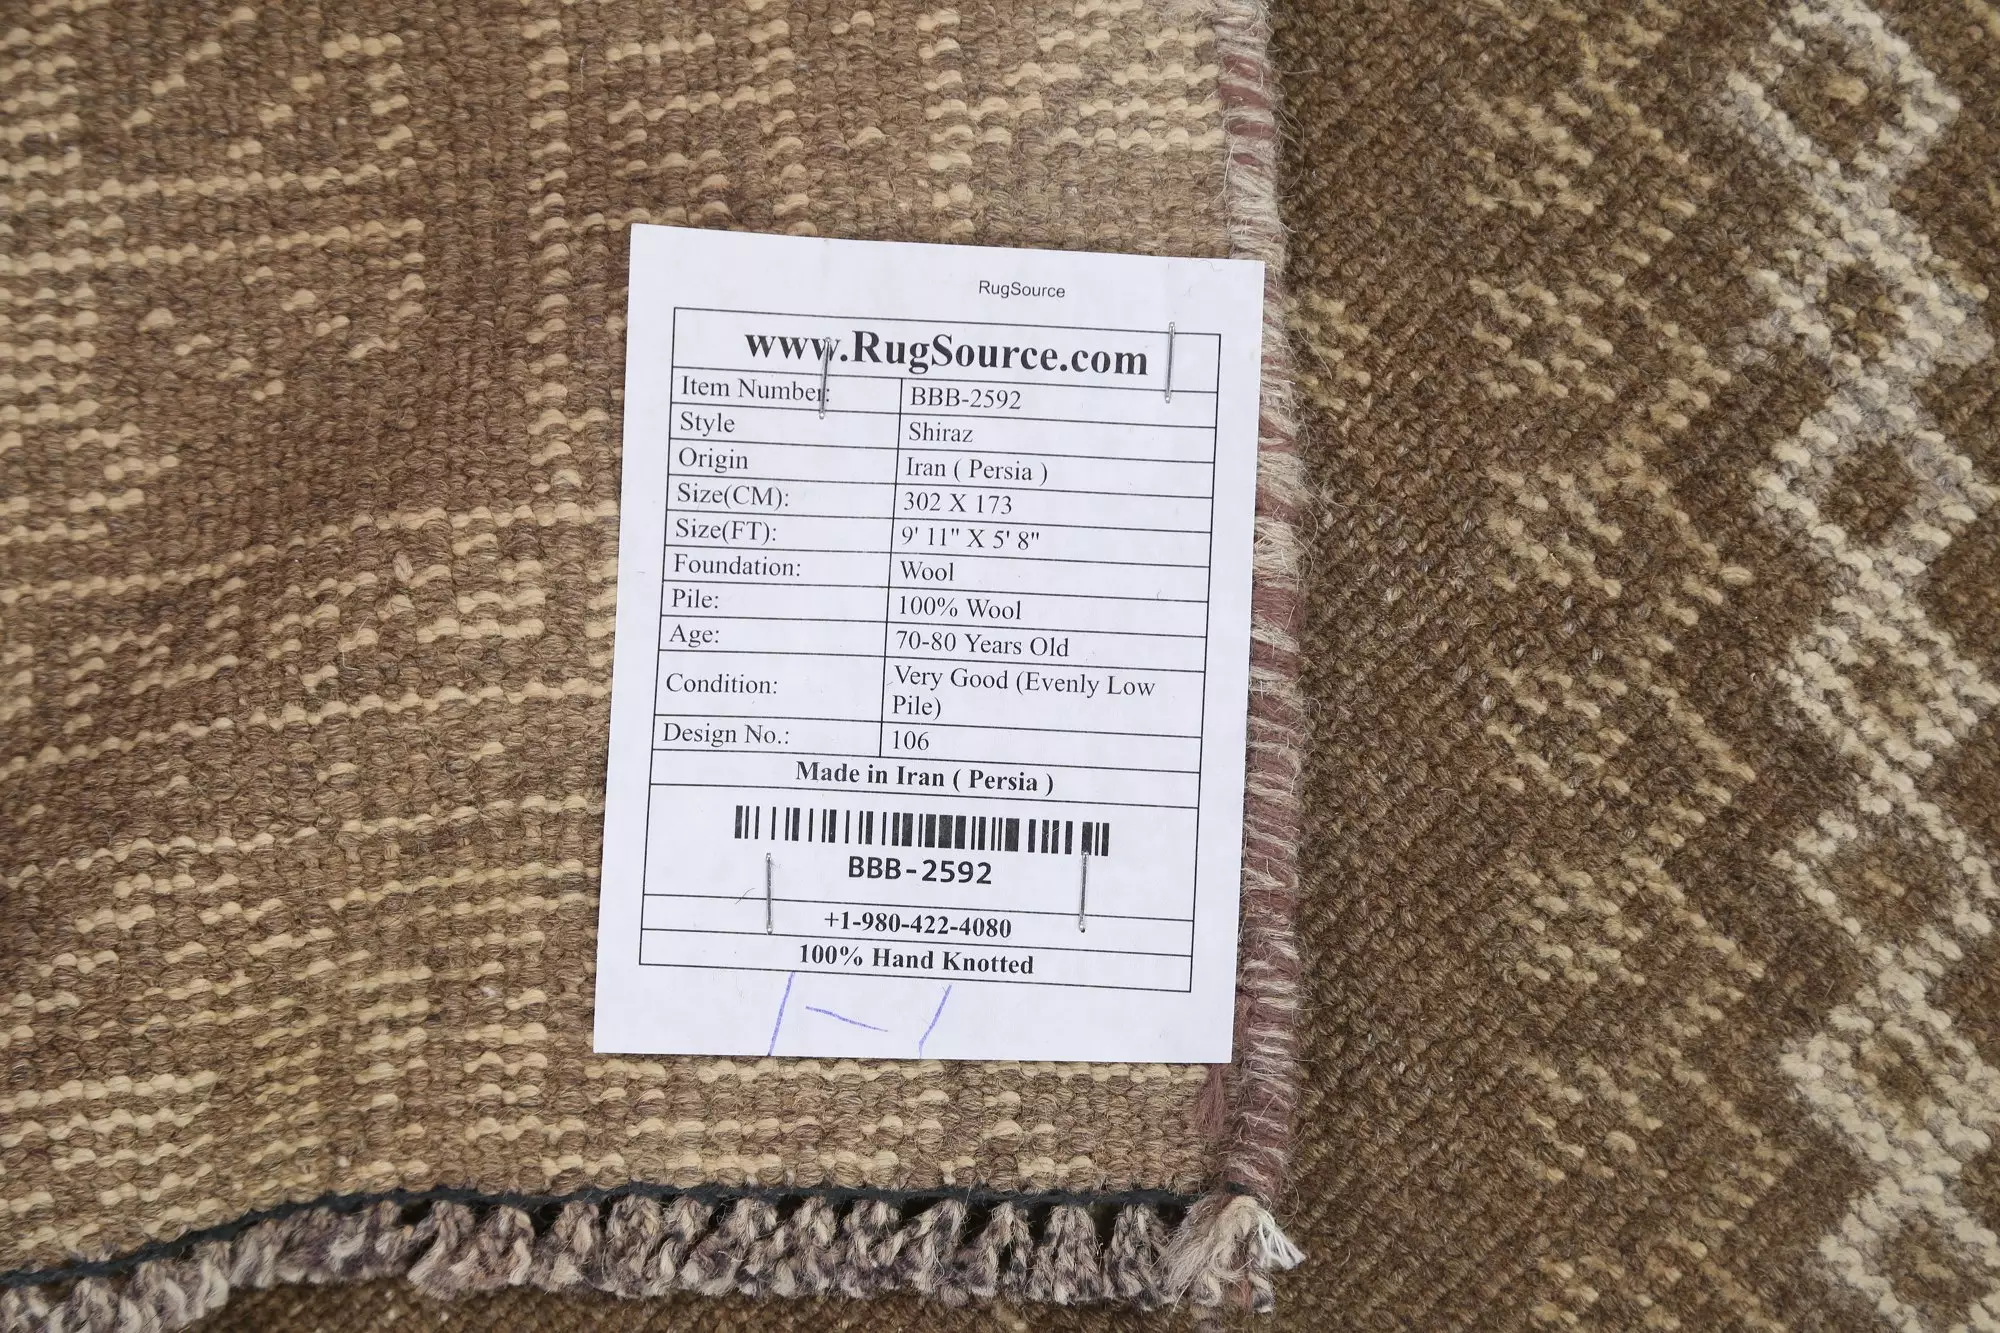 RugSource
www.RugSource.com
Item Number: BBB-2592
Style Shiraz
Origin Iran ( Persia )
Size(CM): 302 X 173
Size(FT): 9' 11" X 5' 8"
Foundation: Wool
Pile: 100% Wool
Age: 70-80 Years Old
Condition: Very Good (Evenly Low
Pile)
Design No.: 106
Made in Iran ( Persia )
BBB-2592
+1-980-422-4080
100% Hand Knotted
1-1